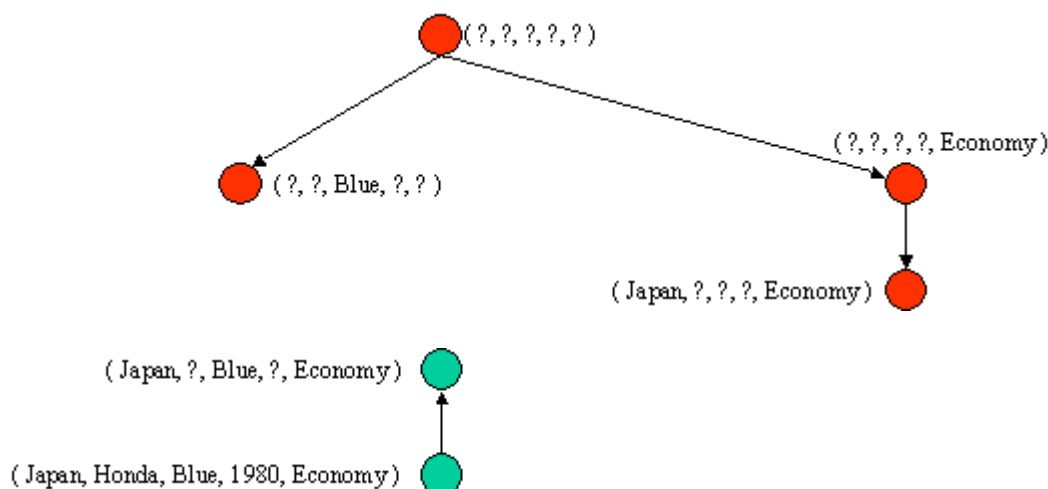 ( ?, ?, ?, ?, ? )
( ?, ?, ?, ?, Economy )
( ?, ?, Blue, ?, ? )
( Japan, ?, ?, ?, Economy )
( Japan, ?, Blue, ?, Economy )
( Japan, Honda, Blue, 1980, Economy )